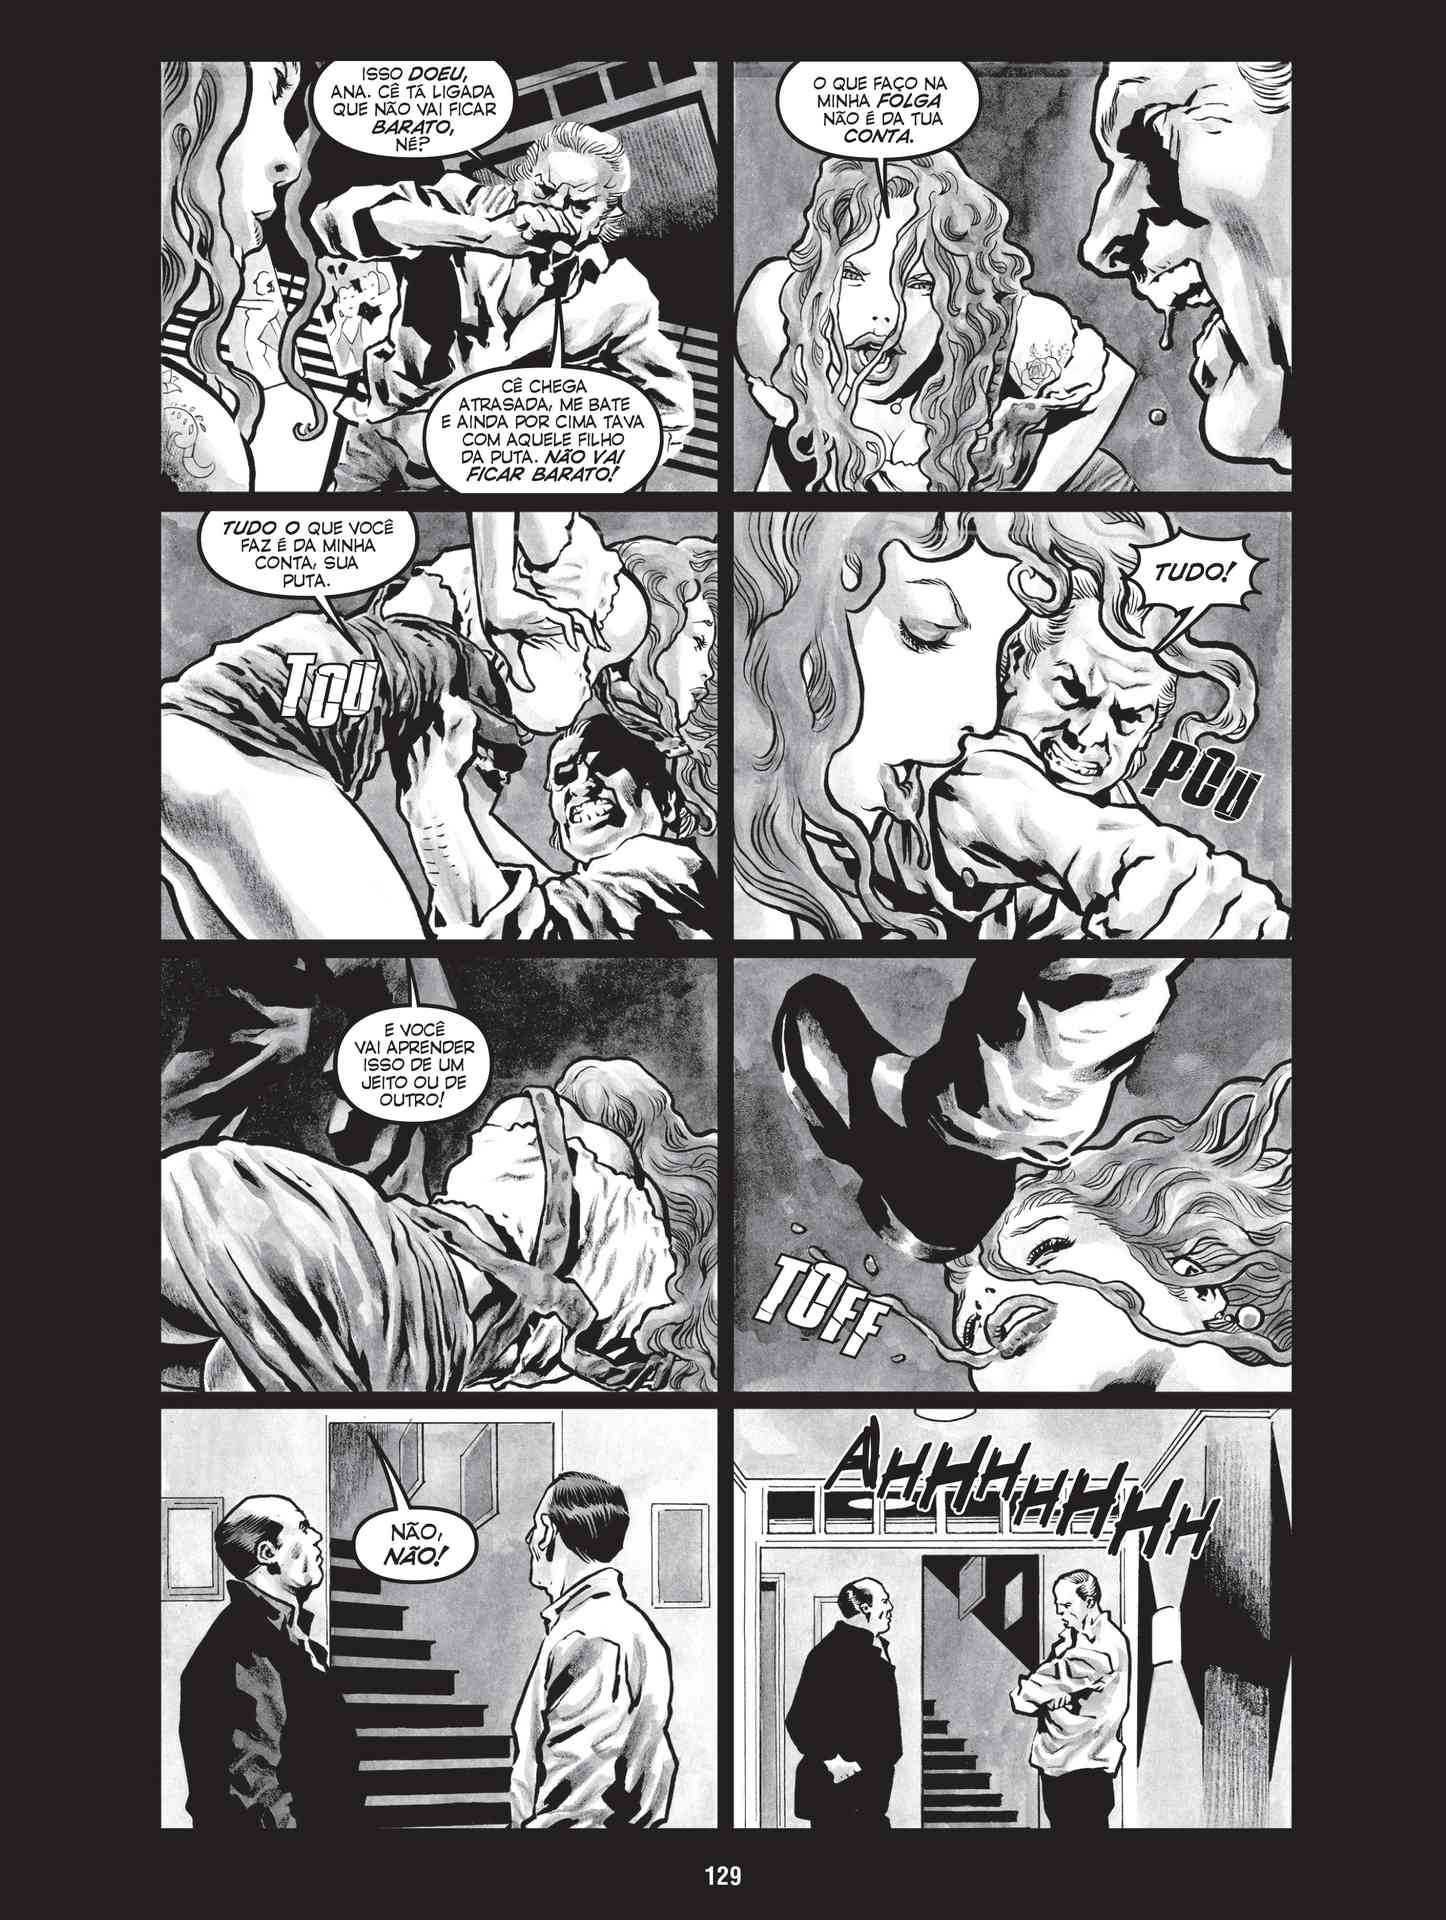 ISSO DOEU,
ANA. CÊ TÁ LIGADA
QUE NÃO VAI FICAR
BARATO,
NÉ?
CÊ CHEGA
ATRASADA, ME BATE
E AINDA POR CIMA TAVA
COM AQUELE FILHO
DA PUTA. NÃO VAI
FICAR BARATO!
O QUE FAÇO NA
MINHA FOLGA
NÃO É DA TUA
CONTA.
TUDO O QUE VOCÊ
FAZ É DA MINHA
CONTA, SUA
PUTA.
TOU
TUDO!
POU
E VOCÊ
VAI APRENDER
ISSO DE UM
JEITO OU DE
OUTRO!
TOFF
NÃO,
NÃO!
AHHHHHHHH
129